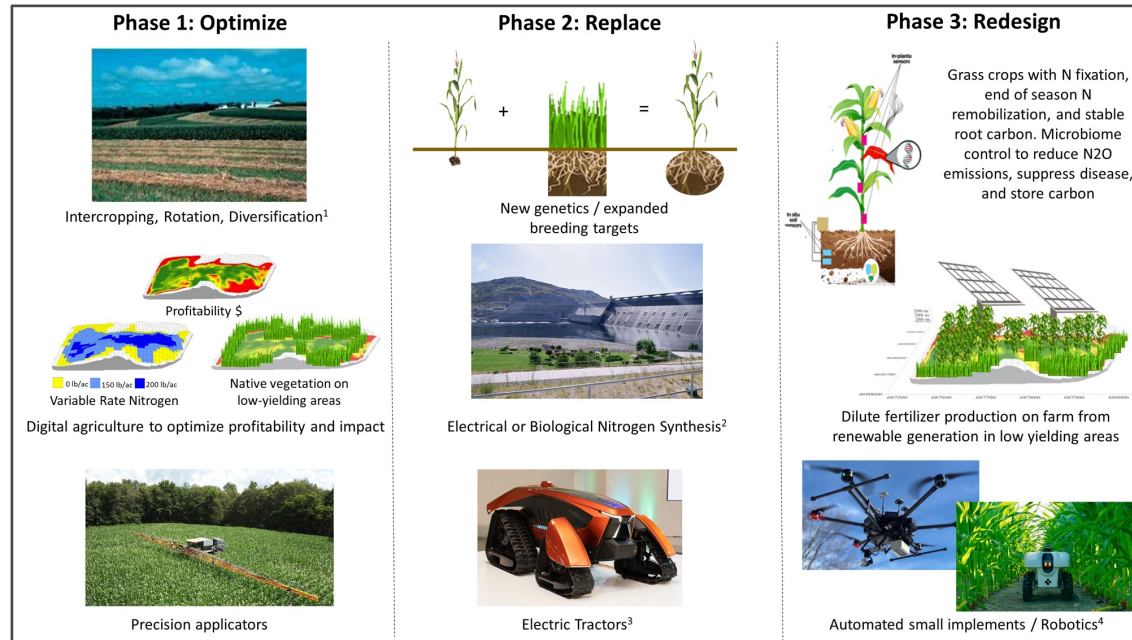 Phase 1: Optimize
Intercropping, Rotation, Diversification¹
Profitability $
0 lb/ac 150 lb/ac 200 lb/ac
Variable Rate Nitrogen
Native vegetation on
low-yielding areas
Digital agriculture to optimize profitability and impact
Precision applicators
Phase 2: Replace
+
=
New genetics / expanded
breeding targets
Electrical or Biological Nitrogen Synthesis²
Electric Tractors³
Phase 3: Redesign
in-planta
sensors
in situ
soil
sensors
Grass crops with N fixation,
end of season N
remobilization, and stable
root carbon. Microbiome
control to reduce N2O
emissions, suppress disease,
and store carbon
Dilute fertilizer production on farm from
renewable generation in low yielding areas
Automated small implements / Robotics⁴